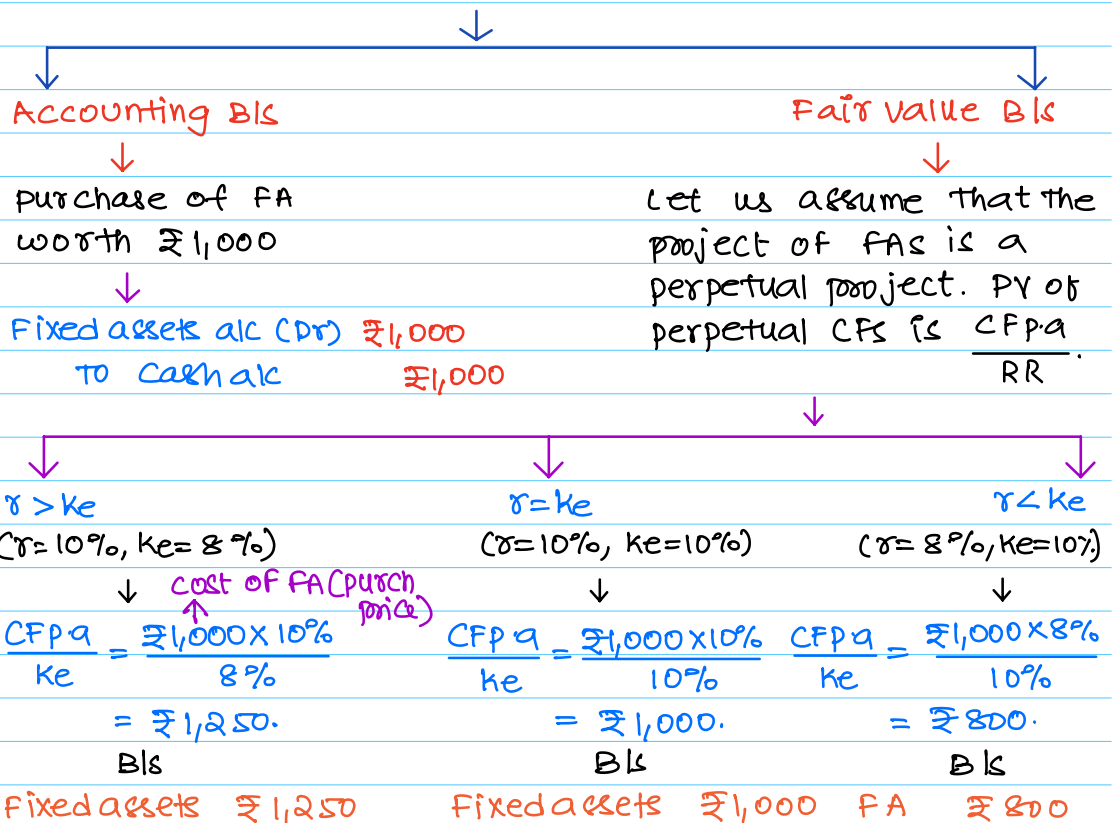 Accounting B/s
Fair value B/s
purchase of FA
worth ₹1,000
Let us assume that the
project of FAs is a
perpetual project. PV of
perpetual CFs is CFp.a / RR.
Fixed assets a/c (Dr) ₹1,000
To Cash a/c ₹1,000
r > ke
(r= 10%, ke= 8%)
r = ke
(r=10%, ke=10%)
r < ke
(r= 8%, ke=10%)
cost of FA (purch
price)
CFp.a / ke = ₹1,000 X 10% / 8%
= ₹1,250.
B/s
Fixed assets ₹1,250
CFp.a / ke = ₹1,000 X 10% / 10%
= ₹1,000.
B/s
Fixed assets ₹1,000
CFp.a / ke = ₹1,000 X 8% / 10%
= ₹800.
B/s
FA ₹800